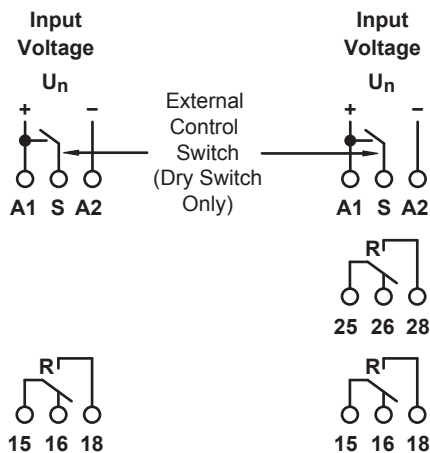 Input
Voltage
Un
+ −
A1 S A2
External
Control
Switch
(Dry Switch
Only)
Input
Voltage
Un
+ −
A1 S A2
R
25 26 28
R
15 16 18
R
15 16 18